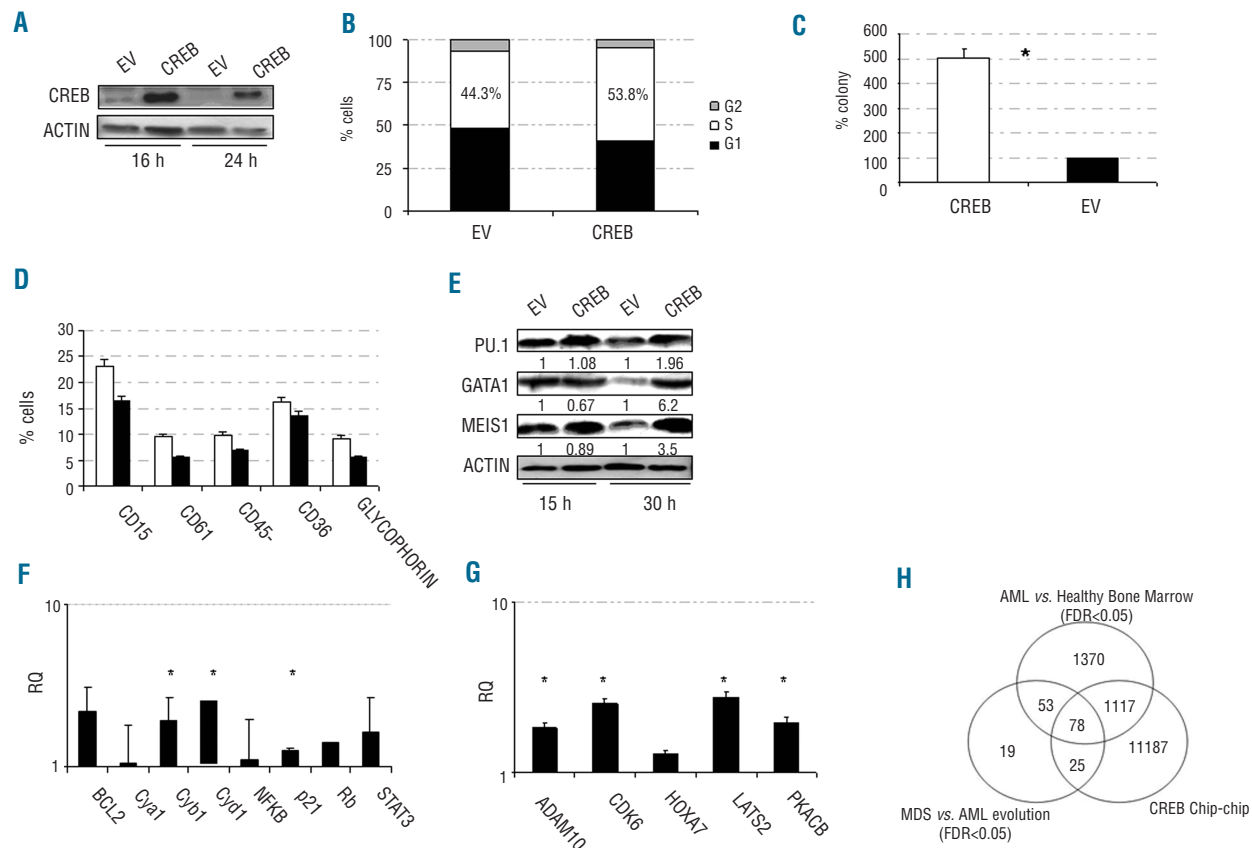 A
EV
CREB
EV
CREB
CREB
ACTIN
16 h
24 h
B
100
75
50
25
0
% cells
44.3%
53.8%
EV
CREB
G2
S
G1
C
600
500
400
300
200
100
0
% colony
*
CREB
EV
D
30
25
20
15
10
5
0
% cells
CD15
CD61
CD45-
CD36
GLYCOPHORIN
E
EV
CREB
EV
CREB
PU.1
1 1.08 1 1.96
GATA1
1 0.67 1 6.2
MEIS1
1 0.89 1 3.5
ACTIN
15 h
30 h
F
10
1
RQ
* * *
BCL2
Cya1
Cyb1
Cyd1
NFKB
p21
Rb
STAT3
G
10
1
RQ
* * * *
ADAM10
CDK6
HOXA7
LATS2
PKACB
H
AML vs. Healthy Bone Marrow
(FDR<0.05)
1370
53
1117
78
19
11187
25
CREB Chip-chip
MDS vs. AML evolution
(FDR<0.05)